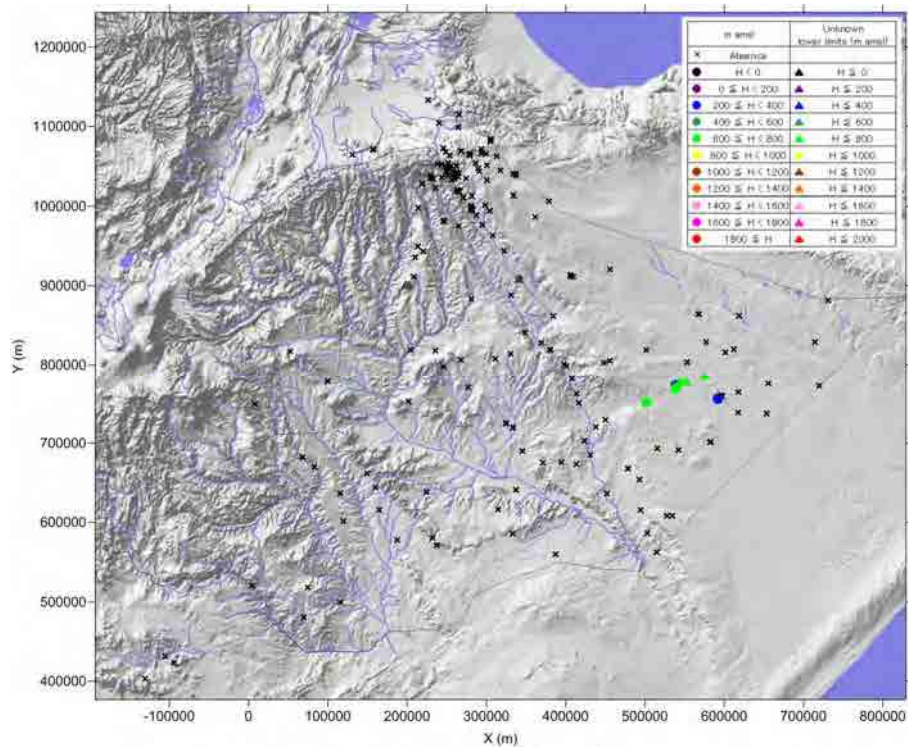 m amsl
Unknown
lower limits (m amsl)
Absence
H < 0
H ≦ 0
0 ≦ H < 200
H ≦ 200
200 ≦ H < 400
H ≦ 400
400 ≦ H < 600
H ≦ 600
600 ≦ H < 800
H ≦ 800
800 ≦ H < 1000
H ≦ 1000
1000 ≦ H < 1200
H ≦ 1200
1200 ≦ H < 1400
H ≦ 1400
1400 ≦ H < 1600
H ≦ 1600
1600 ≦ H < 1800
H ≦ 1800
1800 ≦ H
H ≦ 2000
1200000
1100000
1000000
900000
800000
700000
600000
500000
400000
Y (m)
-100000 0 100000 200000 300000 400000 500000 600000 700000 800000
X (m)